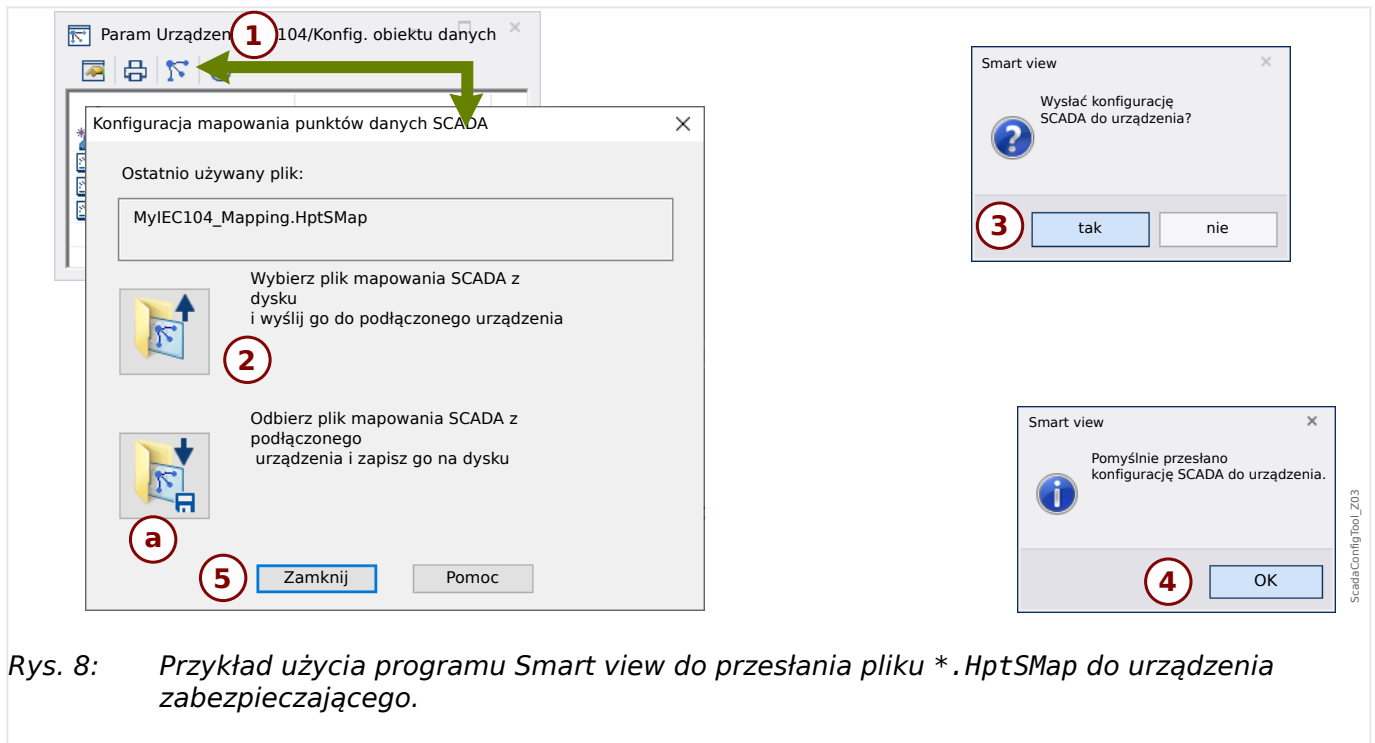 Param Urządzen 104/Konfig. obiektu danych
1
Konfiguracja mapowania punktów danych SCADA
Ostatnio używany plik:
MyIEC104_Mapping.HptSMap
Wybierz plik mapowania SCADA z
dysku
i wyślij go do podłączonego urządzenia
2
Odbierz plik mapowania SCADA z
podłączonego
urządzenia i zapisz go na dysku
a
5
Zamknij
Pomoc
Smart view
Wysłać konfigurację
SCADA do urządzenia?
3
tak
nie
Smart view
Pomyślnie przesłano
konfigurację SCADA do urządzenia.
4
OK
ScadaConfigTool_Z03
Rys. 8: Przykład użycia programu Smart view do przesłania pliku *.HptSMap do urządzenia
zabezpieczającego.